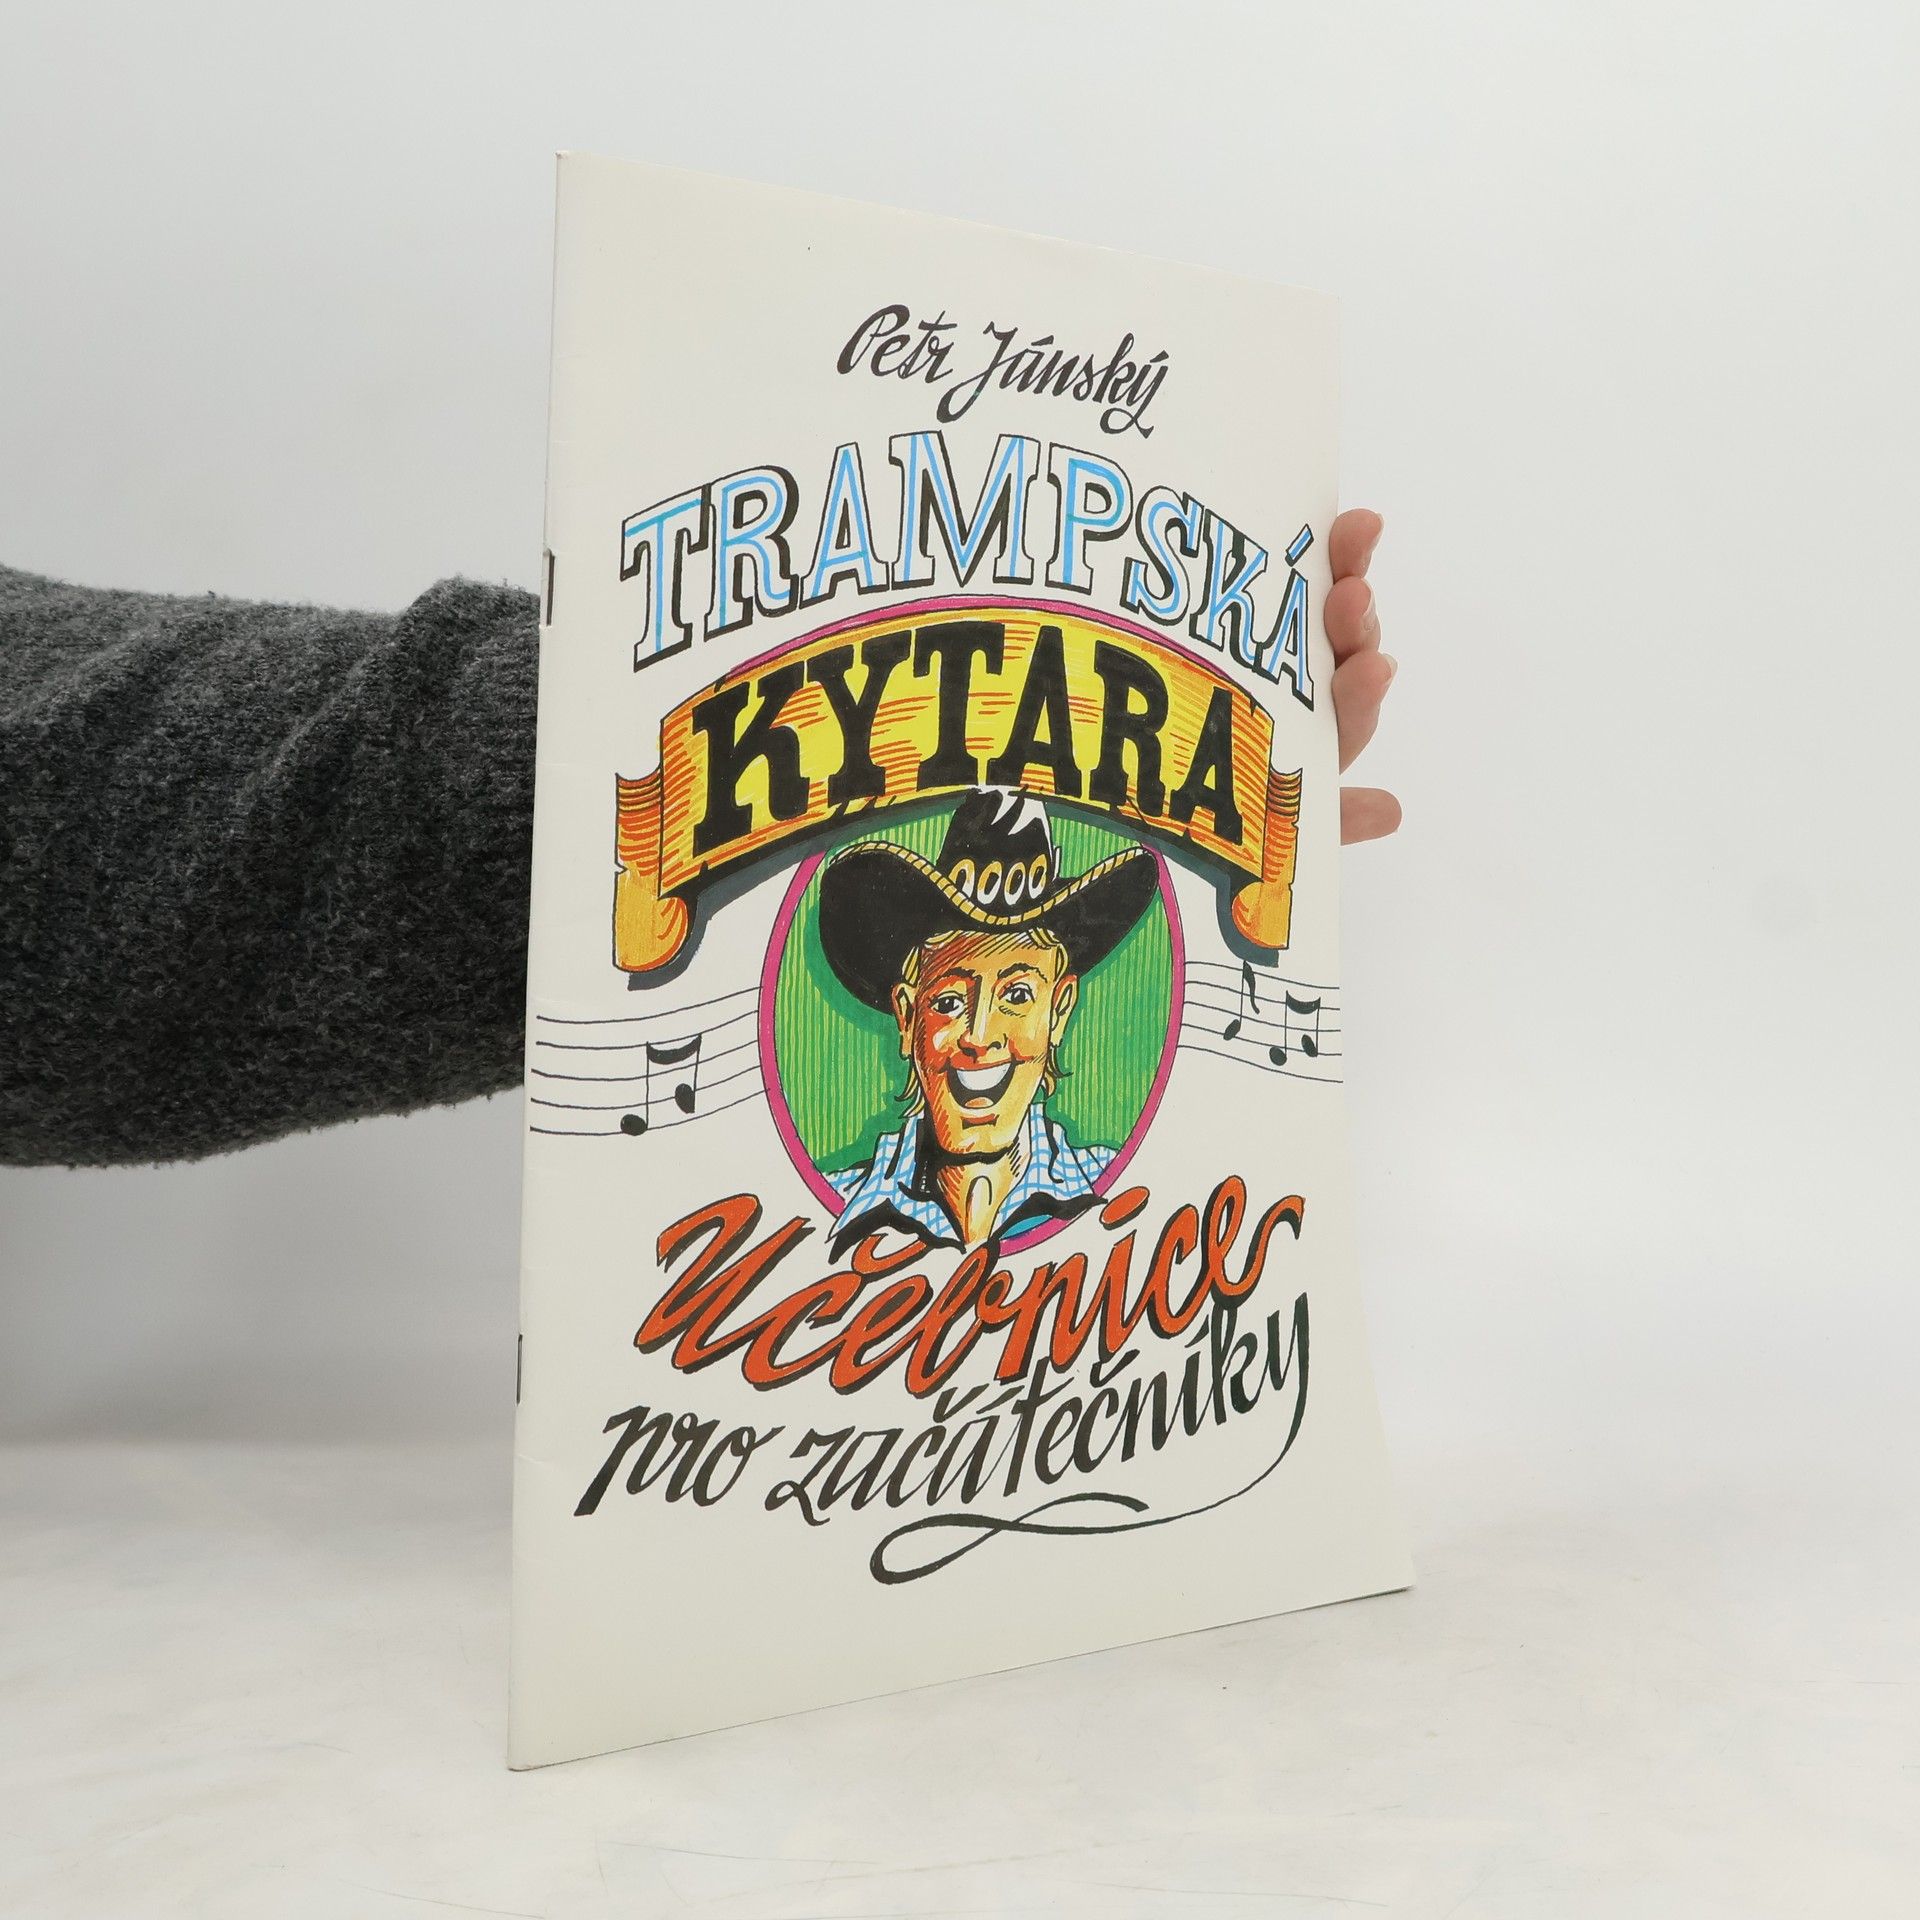 Petr Jánský
TRAMPSKÁ
KYTARA
Učebnice
pro začátečníky